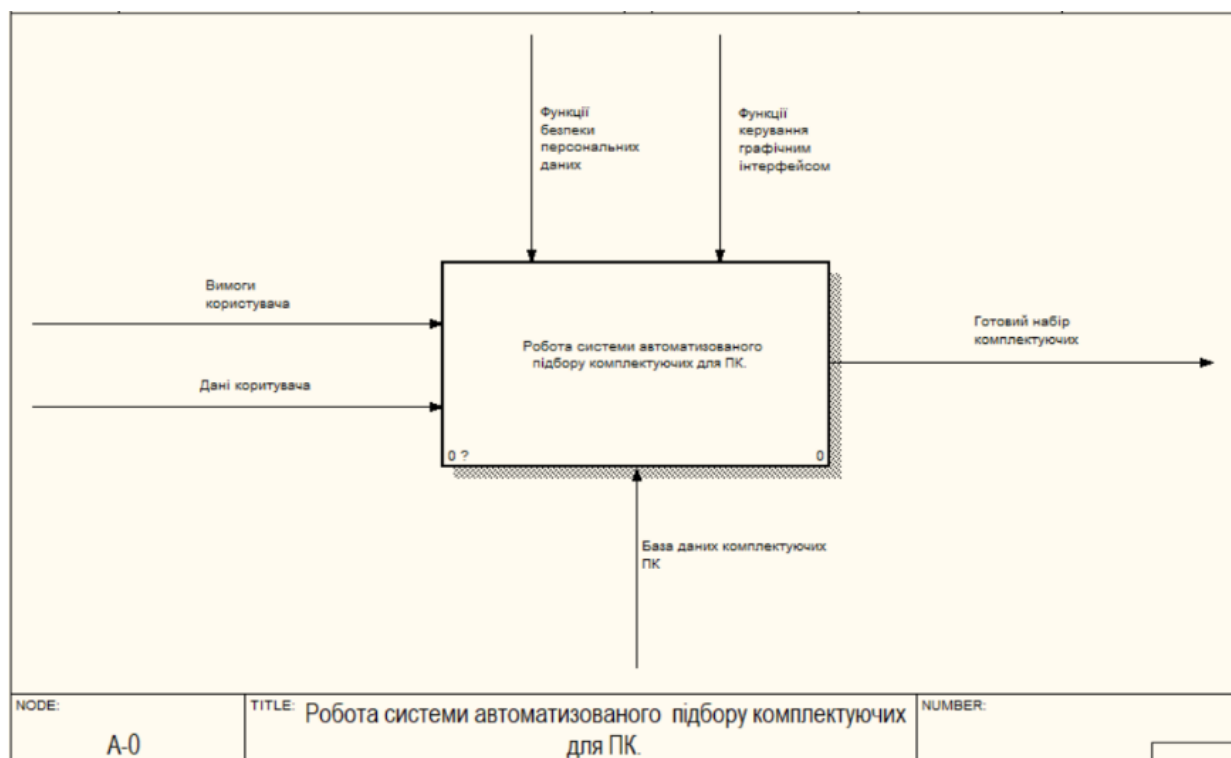 Функції
безпеки
персональних
даних
Функції
керування
графічним
інтерфейсом
Вимоги
користувача
Дані коритувача
Робота системи автоматизованого
підбору комплектуючих для ПК.
0 ?
0
Готовий набір
комплектуючих
База даних комплектуючих
ПК
NODE:
A-0
TITLE:
Робота системи автоматизованого підбору комплектуючих
для ПК.
NUMBER: